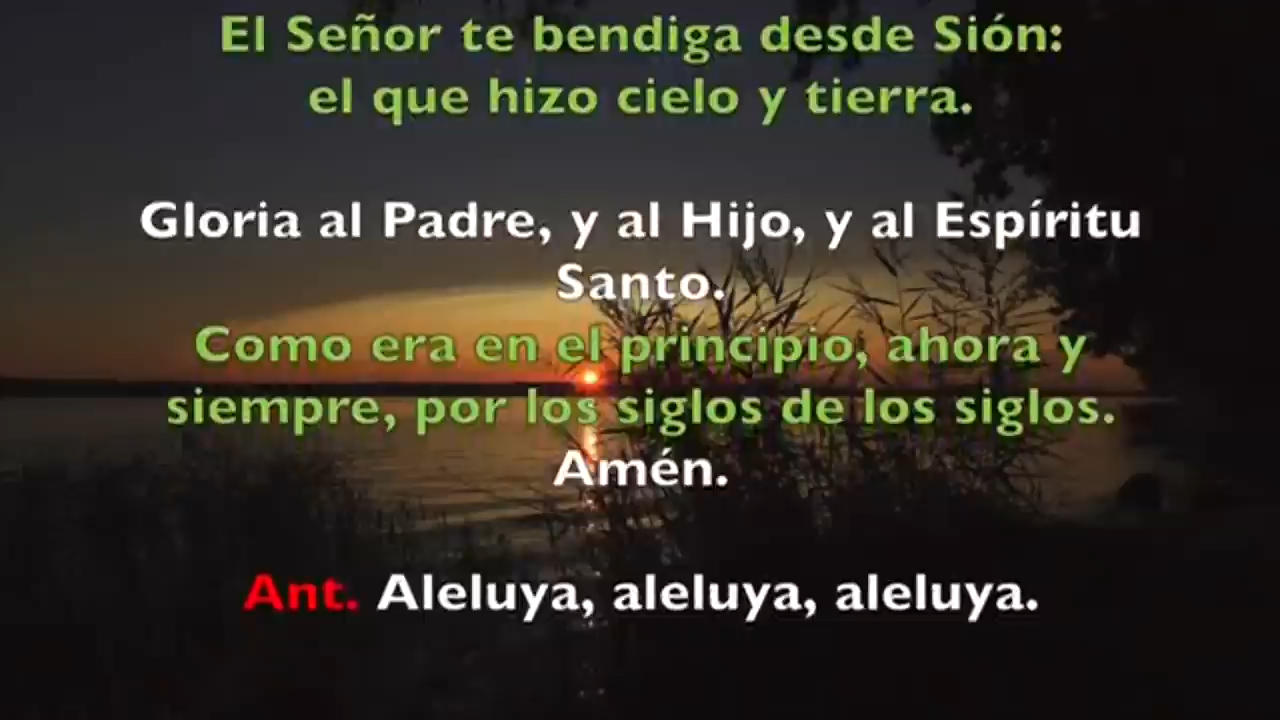 El Señor te bendiga desde Sión:
el que hizo cielo y tierra.
Gloria al Padre, y al Hijo, y al Espíritu
Santo.
Como era en el principio, ahora y
siempre, por los siglos de los siglos.
Amén.
Ant. Aleluya, aleluya, aleluya.